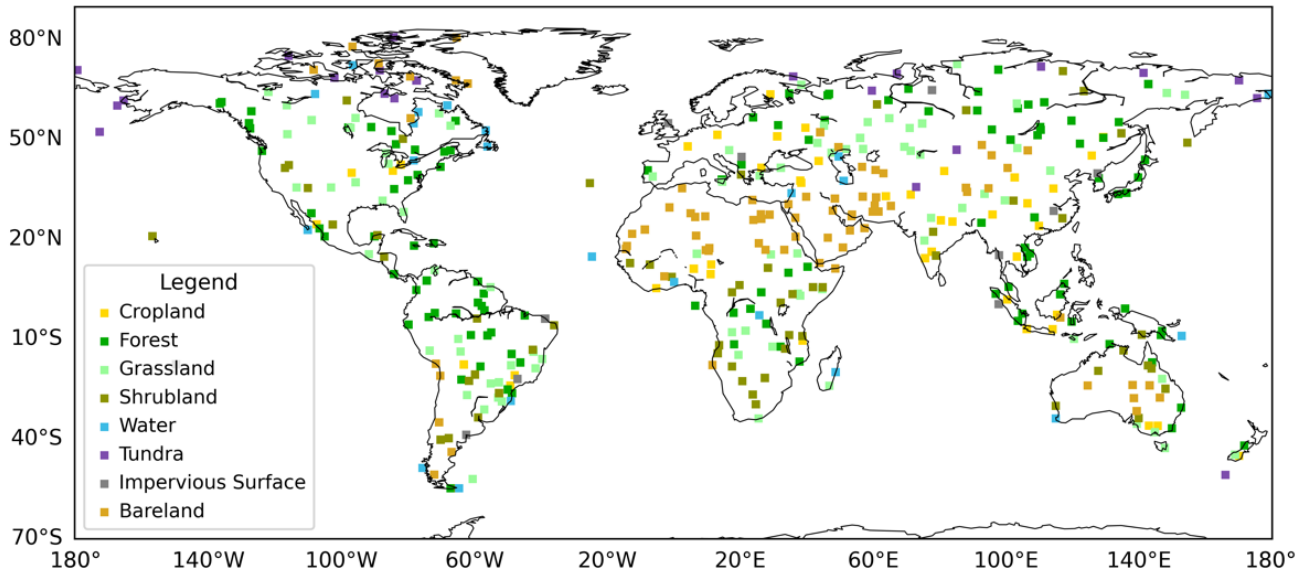 80°N
50°N
20°N
10°S
40°S
70°S
Legend
Cropland
Forest
Grassland
Shrubland
Water
Tundra
Impervious Surface
Bareland
180° 140°W 100°W 60°W 20°W 20°E 60°E 100°E 140°E 180°